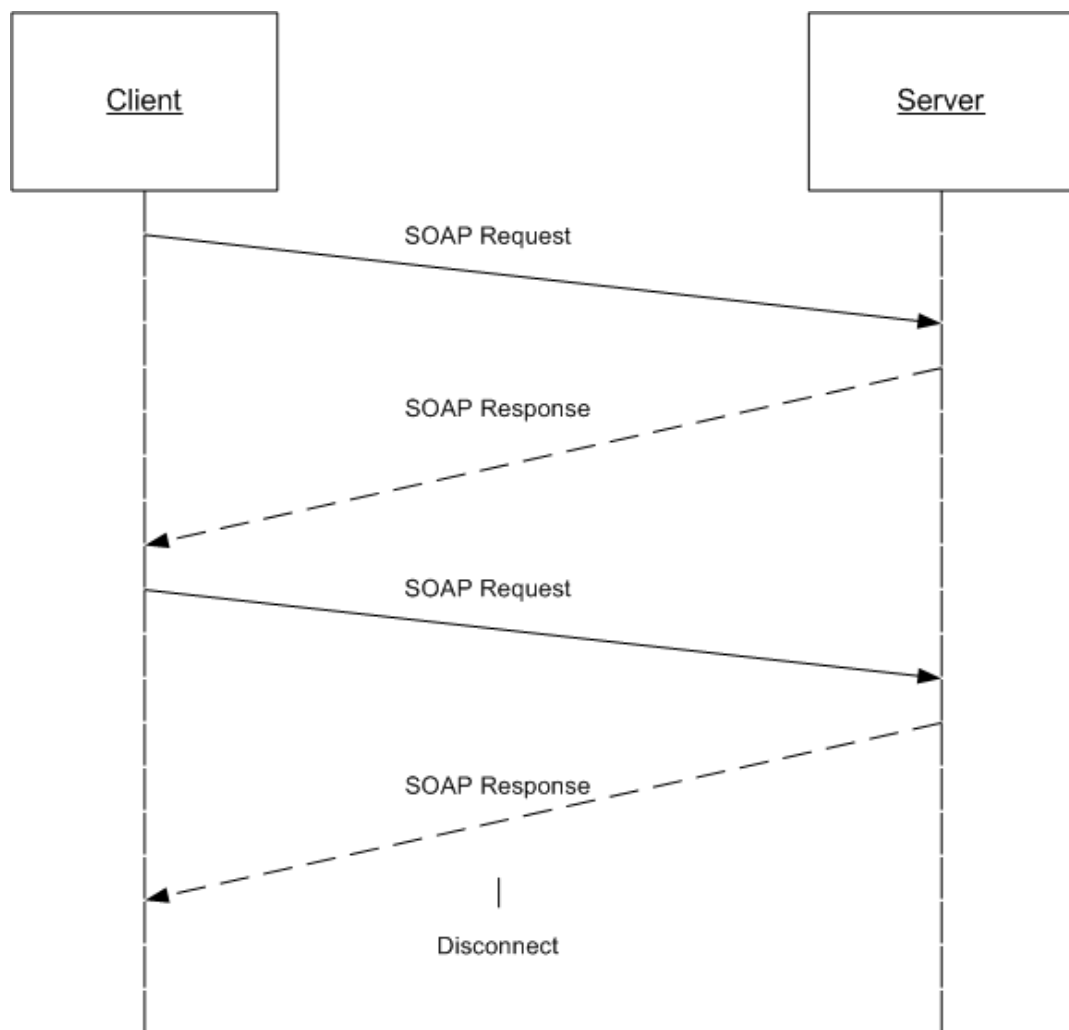 Client
Server
SOAP Request
SOAP Response
SOAP Request
SOAP Response
Disconnect